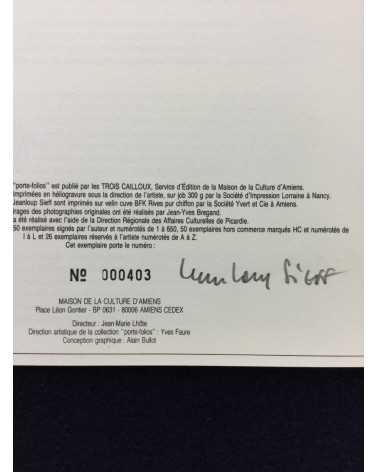 "porte-folios" est publié par les TROIS CAILLOUX, Service d'Édition de la Maison de la Culture d'Amiens.
Imprimées en héliogravure sous la direction de l'artiste, sur job 300 g par la Société d'Impression Lorraine à Nancy.
Jeanloup Sieff sont imprimés sur velin cuve BFK Rives pur chiffon par la Société Yvert et Cie à Amiens.
irages des photographies originales ont été réalisés par Jean-Yves Bregand.
a été réalisé avec l'aide de la Direction Régionale des Affaires Culturelles de Picardie.
50 exemplaires signés par l'auteur et numérotés de 1 à 650, 50 exemplaires hors commerce marqués HC et numérotés de
I à L et 26 exemplaires réservés à l'artiste numérotés de A à Z.
Cet exemplaire porte le numéro :
Nº 000403 Jeanloup Sieff
MAISON DE LA CULTURE D'AMIENS
Place Léon Gontier - BP 0631 - 80006 AMIENS CEDEX
Directeur : Jean-Marie Lhôte
Direction artistique de la collection "porte-folios" : Yves Faure
Conception graphique : Alain Bullot